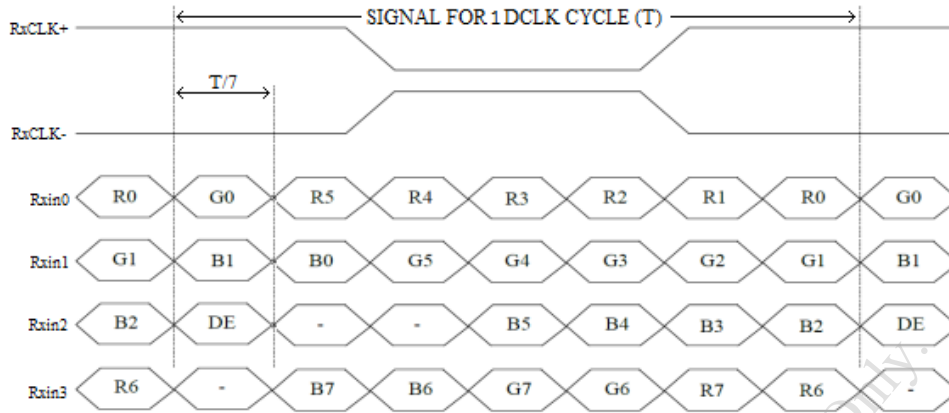 SIGNAL FOR 1 DCLK CYCLE (T)
RxCLK+
T/7
RxCLK-
Rxin0 R0 G0 R5 R4 R3 R2 R1 R0 G0
Rxin1 G1 B1 B0 G5 G4 G3 G2 G1 B1
Rxin2 B2 DE - - B5 B4 B3 B2 DE
Rxin3 R6 - B7 B6 G7 G6 R7 R6 -
Only.